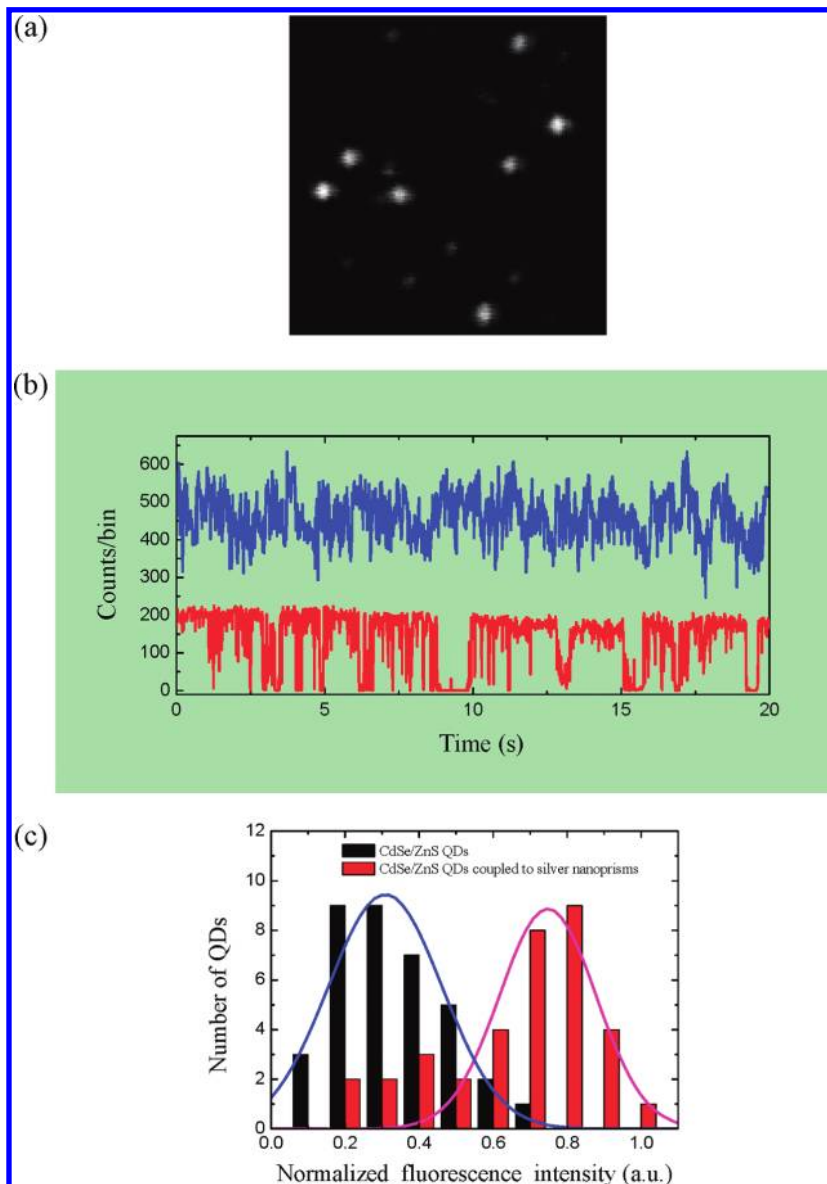 (a)
(b)
600
500
400
300
200
100
0
Counts/bin
0 5 10 15 20
Time (s)
(c)
12
10
8
6
4
2
0
Number of QDs
CdSe/ZnS QDs
CdSe/ZnS QDs coupled to silver nanoprisms
0.0 0.2 0.4 0.6 0.8 1.0
Normalized fluorescence intensity (a.u.)